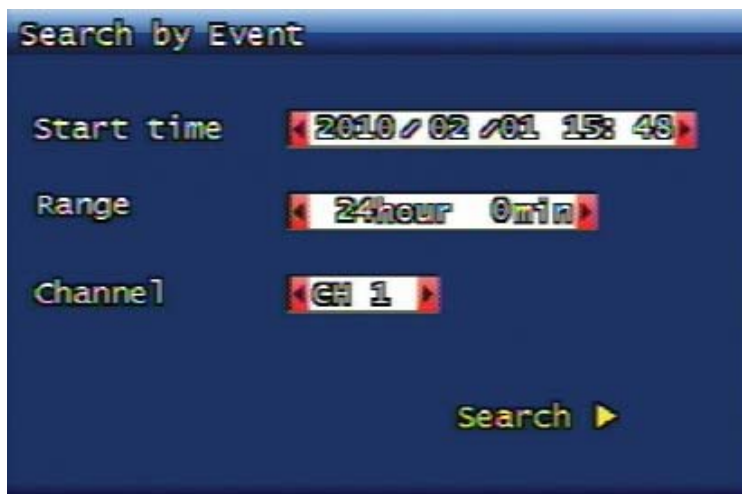 Search by Event
Start time 2010/02/01 15:48
Range 24hour 0min
Channel CH 1
Search